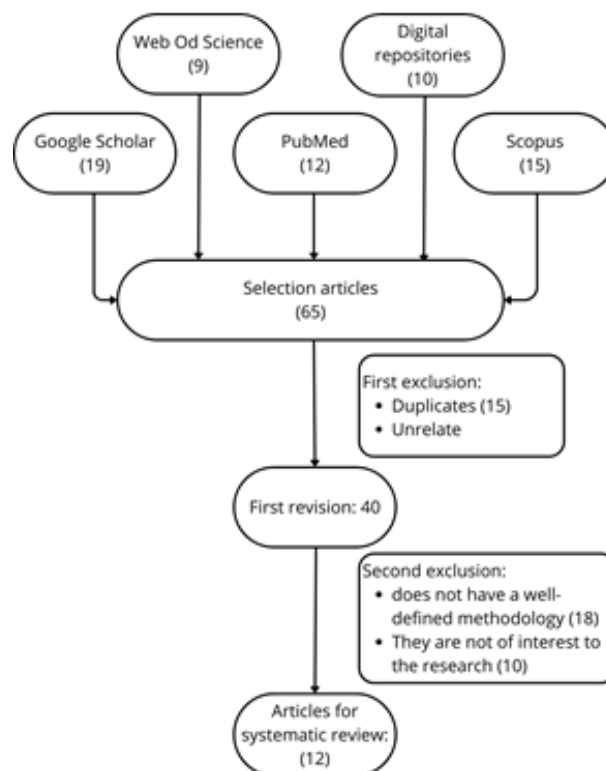 Web Od Science
(9)
Digital
repositories
(10)
Google Scholar
(19)
PubMed
(12)
Scopus
(15)
Selection articles
(65)
First exclusion:
• Duplicates (15)
• Unrelate
First revision: 40
Second exclusion:
• does not have a well-
defined methodology (18)
• They are not of interest to
the research (10)
Articles for
systematic review:
(12)